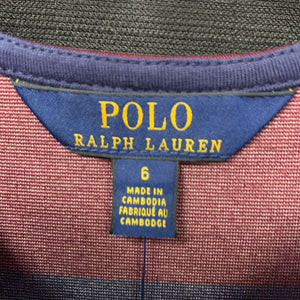 POLO
RALPH LAUREN
6
MADE IN
CAMBODIA
FABRIQUÉ AU
CAMBODGE